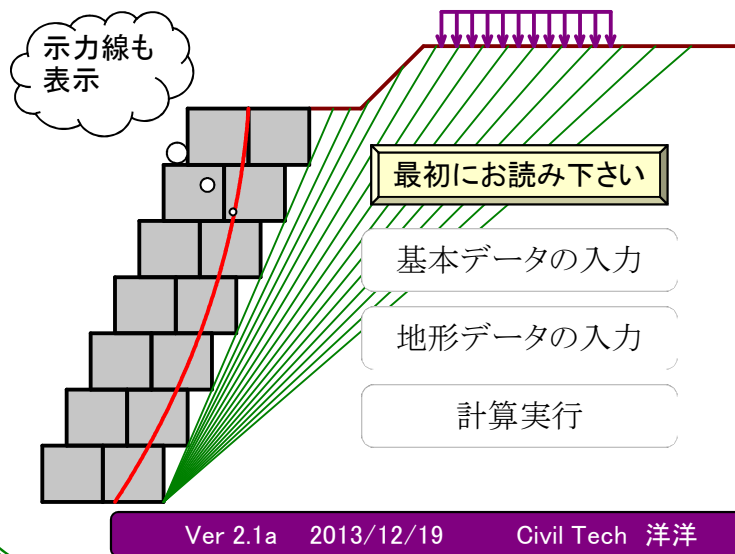 示力線も
表示
最初にお読み下さい
基本データの入力
地形データの入力
計算実行
Ver 2.1a 2013/12/19 Civil Tech 洋洋